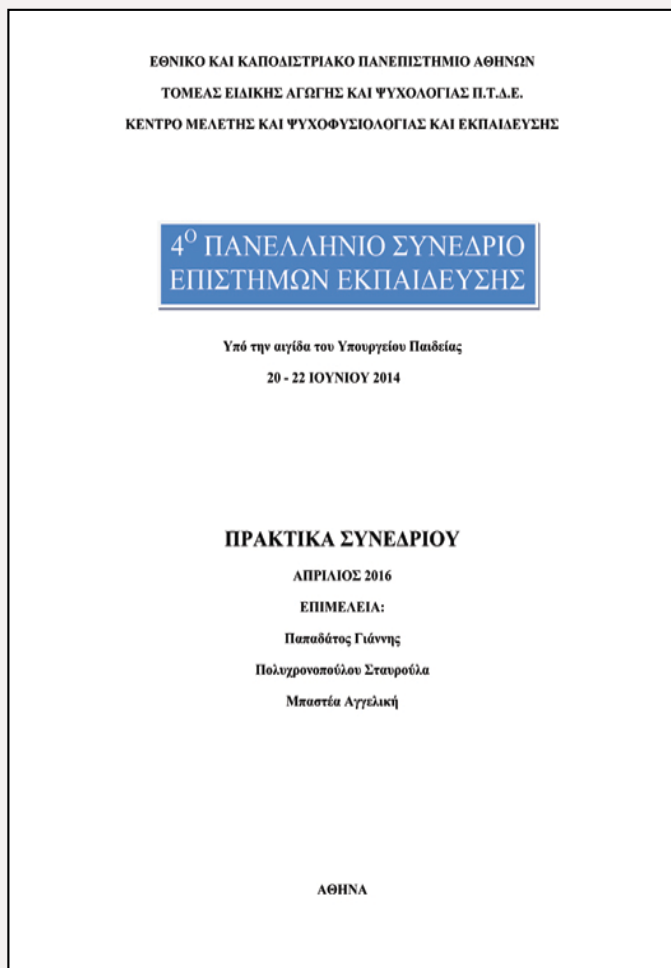 ΕΘΝΙΚΟ ΚΑΙ ΚΑΠΟΔΙΣΤΡΙΑΚΟ ΠΑΝΕΠΙΣΤΗΜΙΟ ΑΘΗΝΩΝ
ΤΟΜΕΑΣ ΕΙΔΙΚΗΣ ΑΓΩΓΗΣ ΚΑΙ ΨΥΧΟΛΟΓΙΑΣ Π.Τ.Δ.Ε.
ΚΕΝΤΡΟ ΜΕΛΕΤΗΣ ΚΑΙ ΨΥΧΟΦΥΣΙΟΛΟΓΙΑΣ ΚΑΙ ΕΚΠΑΙΔΕΥΣΗΣ
4Ο ΠΑΝΕΛΛΗΝΙΟ ΣΥΝΕΔΡΙΟ
ΕΠΙΣΤΗΜΩΝ ΕΚΠΑΙΔΕΥΣΗΣ
Υπό την αιγίδα του Υπουργείου Παιδείας
20 - 22 ΙΟΥΝΙΟΥ 2014
ΠΡΑΚΤΙΚΑ ΣΥΝΕΔΡΙΟΥ
ΑΠΡΙΛΙΟΣ 2016
ΕΠΙΜΕΛΕΙΑ:
Παπαδάτος Γιάννης
Πολυχρονοπούλου Σταυρούλα
Μπαστέα Αγγελική
ΑΘΗΝΑ